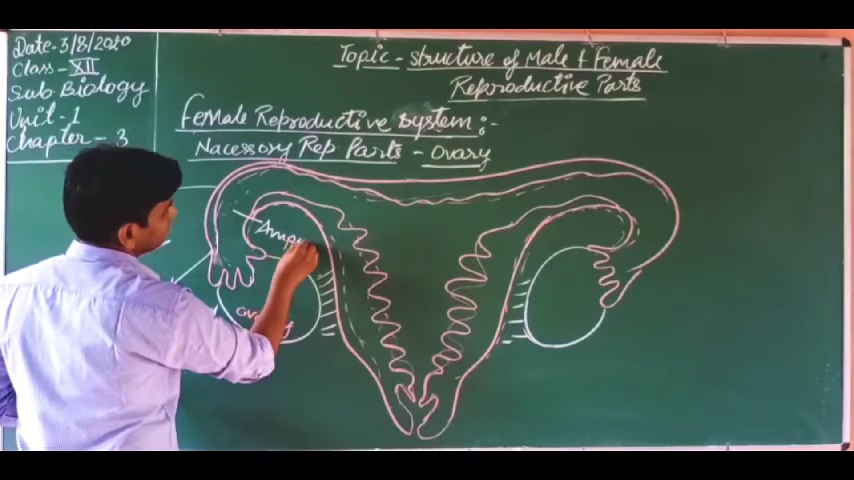 Date-3/8/2020
Class-XII
Sub Biology
Unit-1
Chapter-3
Topic-structure of Male & Female
Reproductive Parts
Female Reproductive System:-
Nacessory Rep Parts - Ovary
Amp